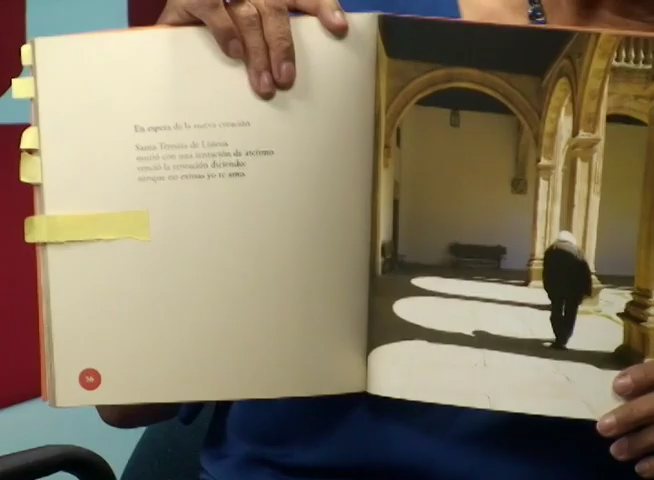 En espera de la nueva creación
Santa Teresita de Lisieux
murió con una tentación de ateísmo
venció la tentación diciendo:
aunque no existas yo te amo.
56